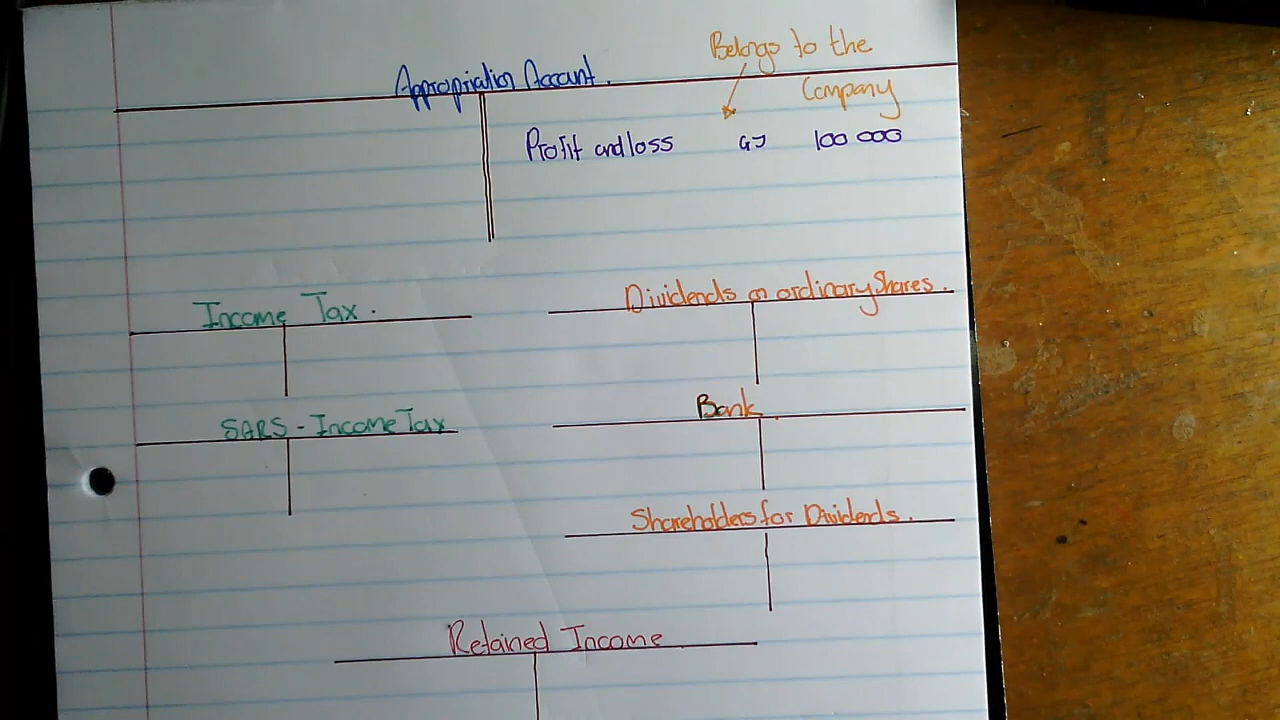 Belongs to the
Company
Appropriation Account.
Profit and loss GJ 100 000
Income Tax.
Dividends on ordinary Shares.
SARS - Income Tax
Bank
Shareholders for Dividends.
Retained Income